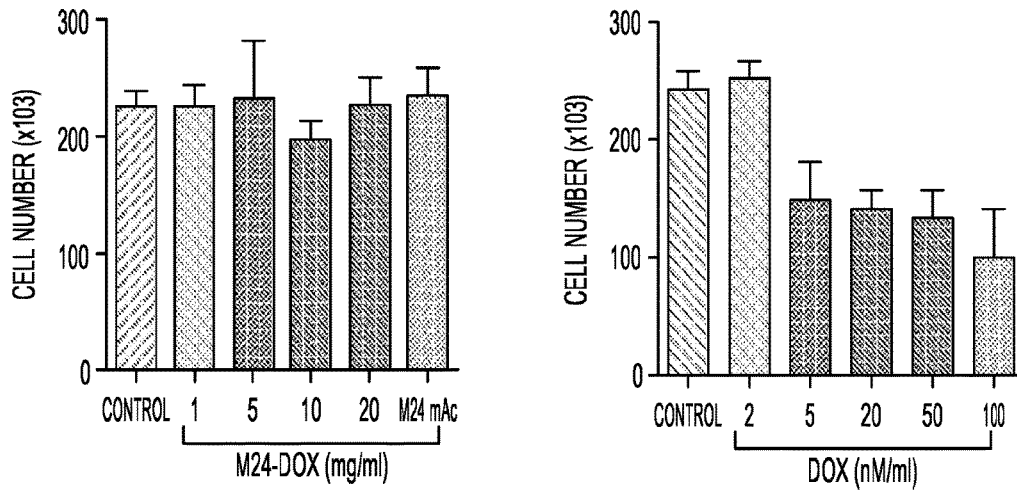 300
200
100
0
CELL NUMBER (x103)
CONTROL 1 5 10 20 M24 mAc
M24-DOX (mg/ml)
300
200
100
0
CELL NUMBER (x103)
CONTROL 2 5 20 50 100
DOX (nM/ml)